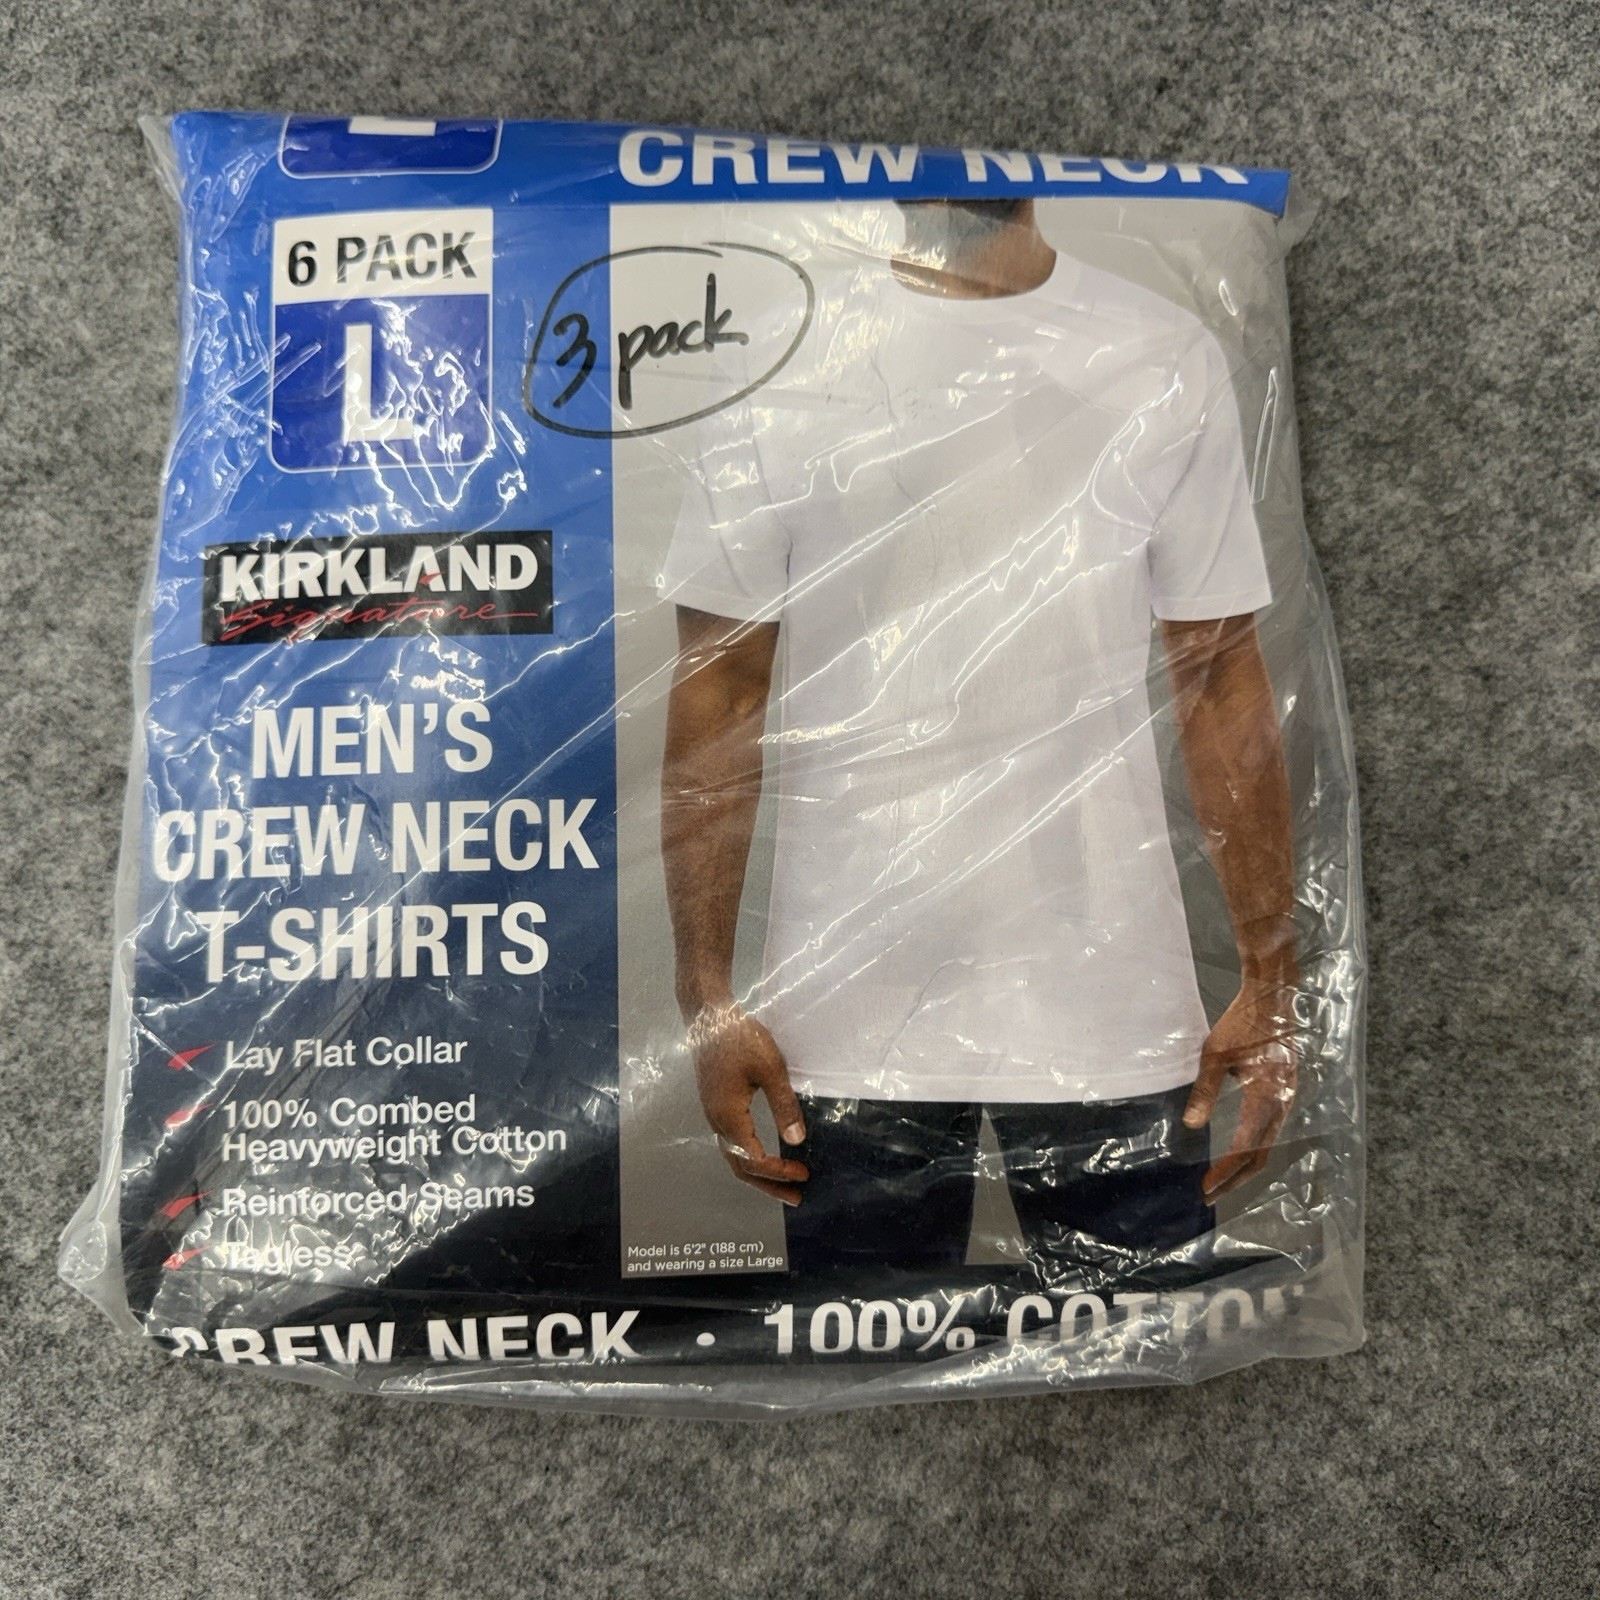 CREW NECK
6 PACK
L
3 pack
KIRKLAND
Signature
MEN'S
CREW NECK
T-SHIRTS
Lay Flat Collar
100% Combed
Heavyweight Cotton
Reinforced Seams
Tagless
Model is 6'2" (188 cm)
and wearing a size Large
CREW NECK • 100% COTTON